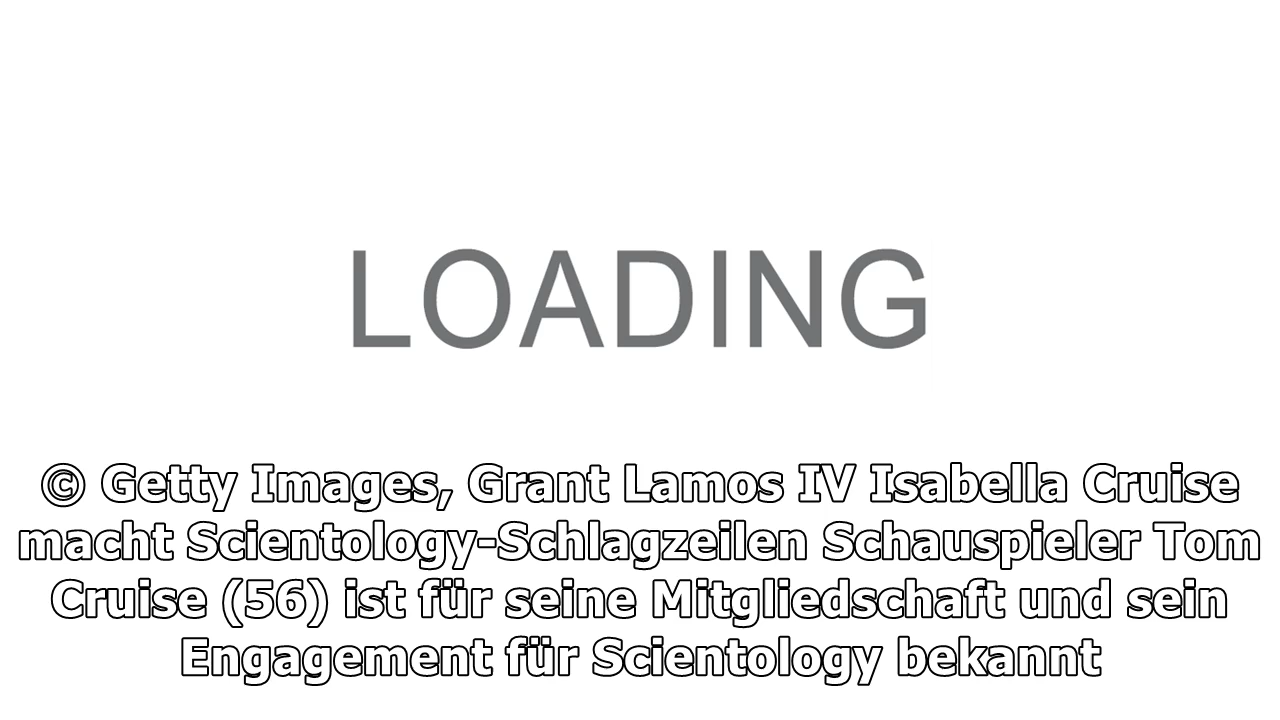 LOADING
© Getty Images, Grant Lamos IV Isabella Cruise
macht Scientology-Schlagzeilen Schauspieler Tom
Cruise (56) ist für seine Mitgliedschaft und sein
Engagement für Scientology bekannt